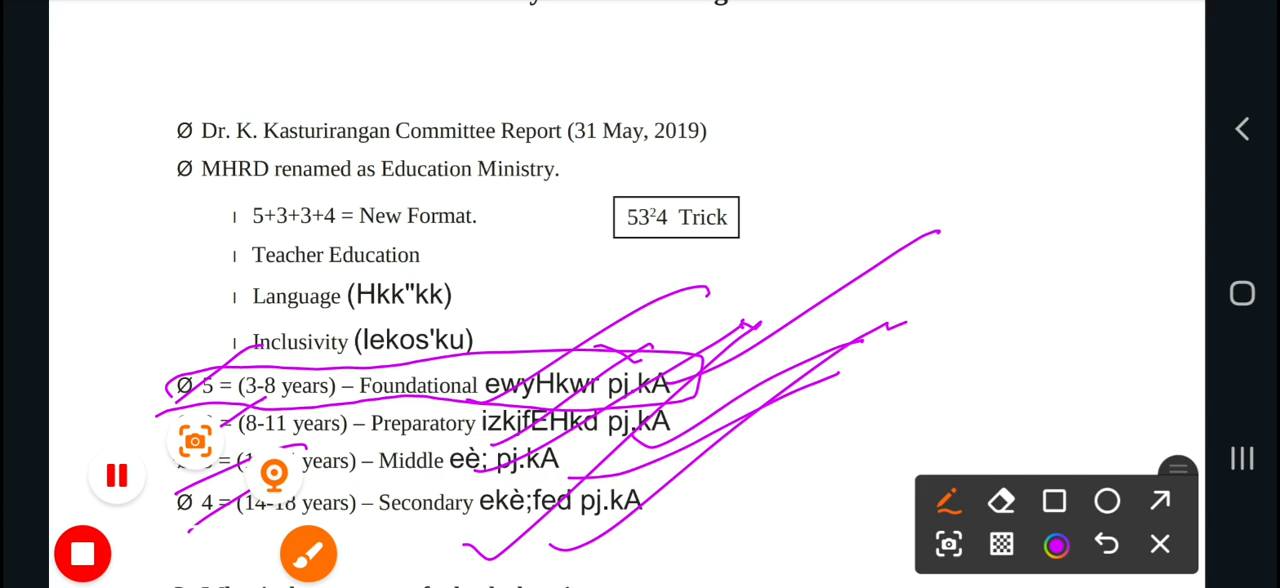 Ø Dr. K. Kasturirangan Committee Report (31 May, 2019)
Ø MHRD renamed as Education Ministry.
l 5+3+3+4 = New Format.
53²4 Trick
l Teacher Education
l Language (Hkk"kk)
l Inclusivity (lekos'ku)
Ø 5 = (3-8 years) – Foundational ewyHkwr pj.kA
= (8-11 years) – Preparatory izkjfEHkd pj.kA
years) – Middle eè; pj.kA
Ø 4 = (14-18 years) – Secondary ekè;fed pj.kA